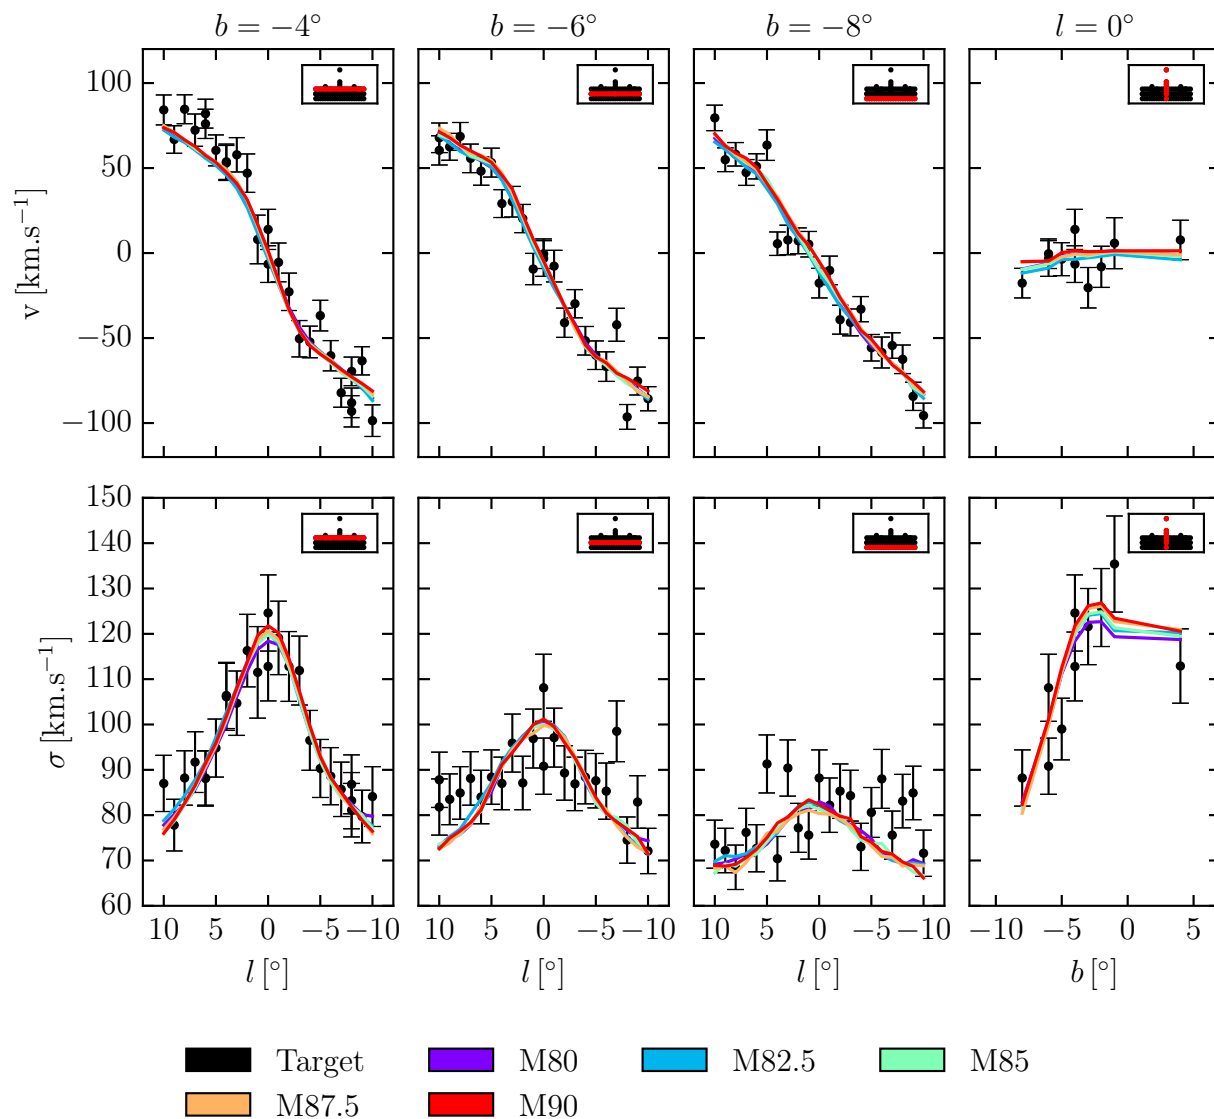 b = −4° b = −6° b = −8° l = 0°
100
50
0
−50
−100
v [km.s⁻¹]
150
140
130
120
110
100
90
80
70
60
σ [km.s⁻¹]
10 5 0 −5 −10 10 5 0 −5 −10 10 5 0 −5 −10 −10 −5 0 5
l [°] l [°] l [°] b [°]
Target M80 M82.5 M85
M87.5 M90